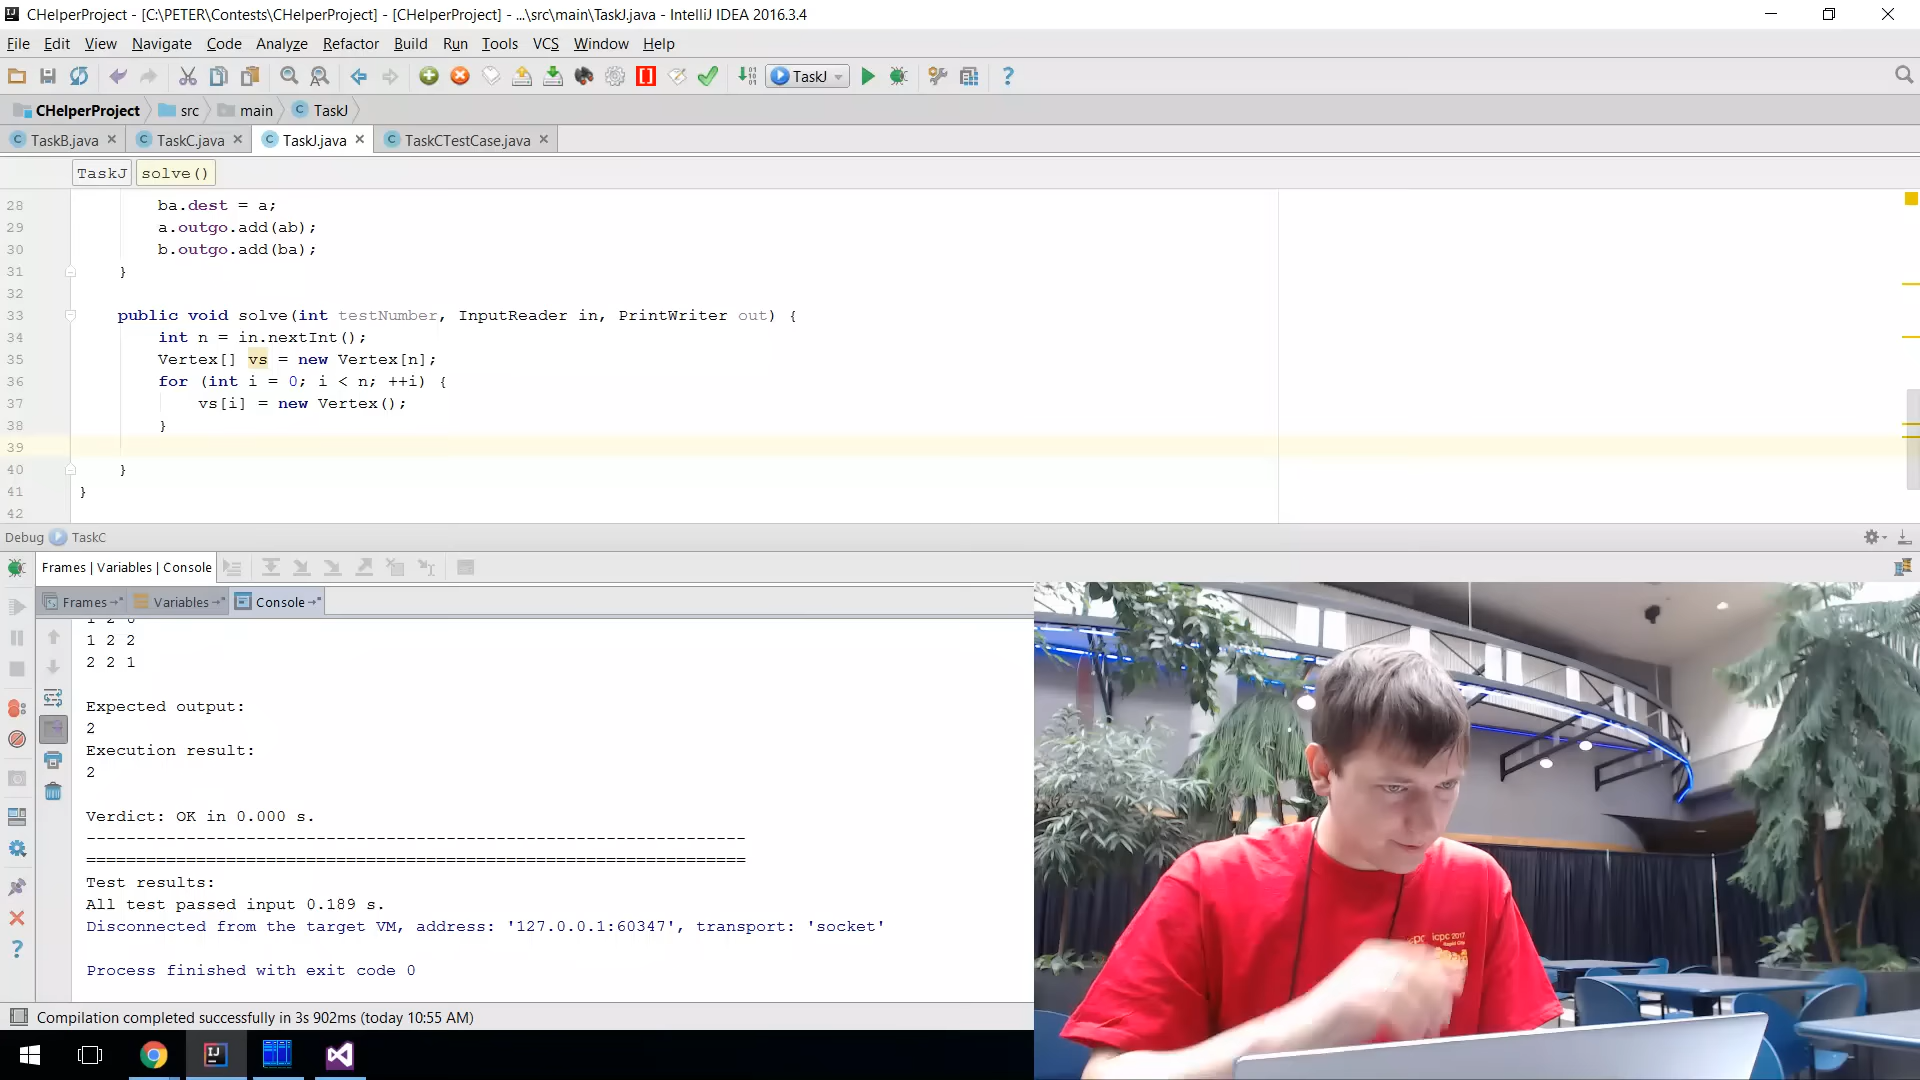 CHelperProject - [C:\PETER\Contests\CHelperProject] - [CHelperProject] - ...\src\main\TaskJ.java - IntelliJ IDEA 2016.3.4
File Edit View Navigate Code Analyze Refactor Build Run Tools VCS Window Help
TaskJ
CHelperProject src main TaskJ
TaskB.java TaskC.java TaskJ.java TaskCTestCase.java
TaskJ solve()
28 ba.dest = a;
29 a.outgo.add(ab);
30 b.outgo.add(ba);
31 }
32
33 public void solve(int testNumber, InputReader in, PrintWriter out) {
34 int n = in.nextInt();
35 Vertex[] vs = new Vertex[n];
36 for (int i = 0; i < n; ++i) {
37 vs[i] = new Vertex();
38 }
39
40 }
41 }
42
Debug TaskC
Frames | Variables | Console
Frames Variables Console
1 2 2
2 2 1
Expected output:
2
Execution result:
2
Verdict: OK in 0.000 s.
------------------------------------------------------------------
==================================================================
Test results:
All test passed input 0.189 s.
Disconnected from the target VM, address: '127.0.0.1:60347', transport: 'socket'
Process finished with exit code 0
icpc 2017
Rapid City
Compilation completed successfully in 3s 902ms (today 10:55 AM)